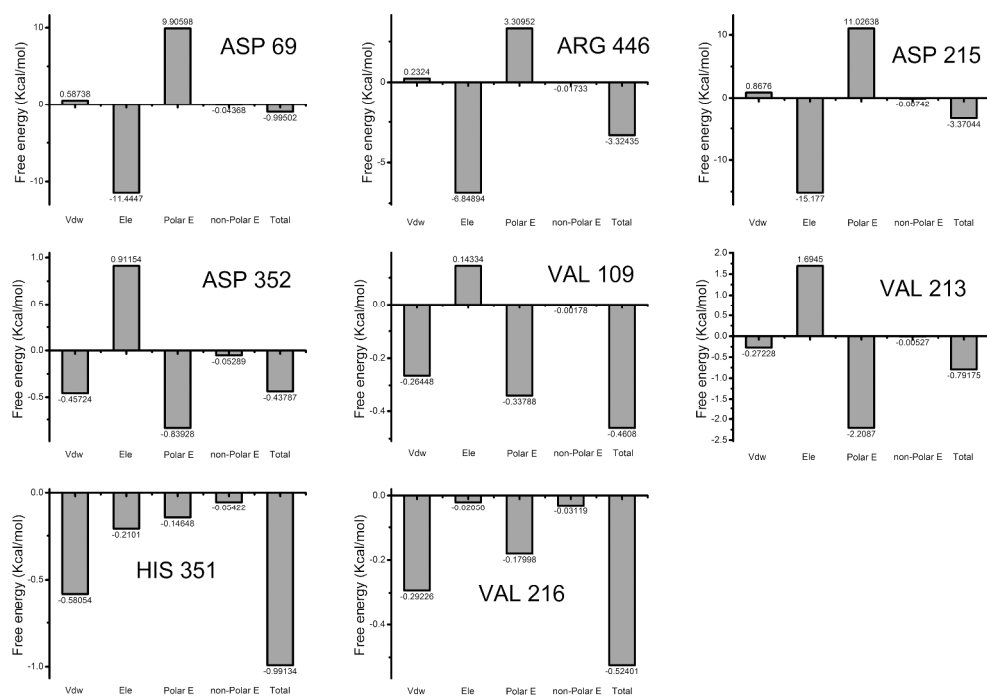 ASP 69
Free energy (Kcal/mol)
10
0
-10
0.58738
-11.4447
9.90598
-0.04368
-0.99502
Vdw Ele Polar E non-Polar E Total
ARG 446
Free energy (Kcal/mol)
0
-5
0.2324
-6.84894
3.30952
-0.01733
-3.32435
Vdw Ele Polar E non-Polar E Total
ASP 215
Free energy (Kcal/mol)
10
0
-10
0.8676
-15.177
11.02638
-0.08742
-3.37044
Vdw Ele Polar E non-Polar E Total
ASP 352
Free energy (Kcal/mol)
1.0
0.5
0.0
-0.5
-0.45724
0.91154
-0.83928
-0.05289
-0.43787
Vdw Ele Polar E non-Polar E Total
VAL 109
Free energy (Kcal/mol)
0.0
-0.2
-0.4
-0.26448
0.14334
-0.33788
-0.00178
-0.4608
Vdw Ele Polar E non-Polar E Total
VAL 213
Free energy (Kcal/mol)
2.0
1.5
1.0
0.5
0.0
-0.5
-1.0
-1.5
-2.0
-2.5
-0.27228
1.6945
-2.2087
-0.00527
-0.79175
Vdw Ele Polar E non-Polar E Total
HIS 351
Free energy (Kcal/mol)
0.0
-0.5
-1.0
-0.58054
-0.2101
-0.14648
-0.05422
-0.99134
Vdw Ele Polar E non-Polar E Total
VAL 216
Free energy (Kcal/mol)
0.0
-0.2
-0.4
-0.29226
-0.02056
-0.17998
-0.03119
-0.52401
Vdw Ele Polar E non-Polar E Total